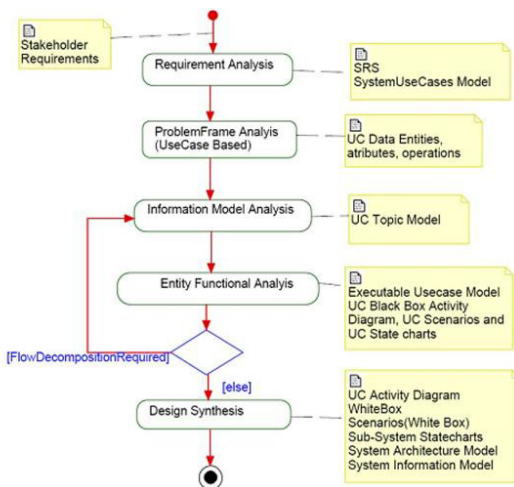 Stakeholder
Requirements
Requirement Analysis
SRS
SystemUseCases Model
ProblemFrame Analyis
(UseCase Based)
UC Data Entities,
atributes, operations
Information Model Analysis
UC Topic Model
Entity Functional Analyis
Executable Usecase Model
UC Black Box Activity
Diagram, UC Scenarios and
UC State charts
[FlowDecompositionRequired]
[else]
Design Synthesis
UC Activity Diagram
WhiteBox
Scenarios(White Box)
Sub-System Statecharts
System Architecture Model
System Information Model